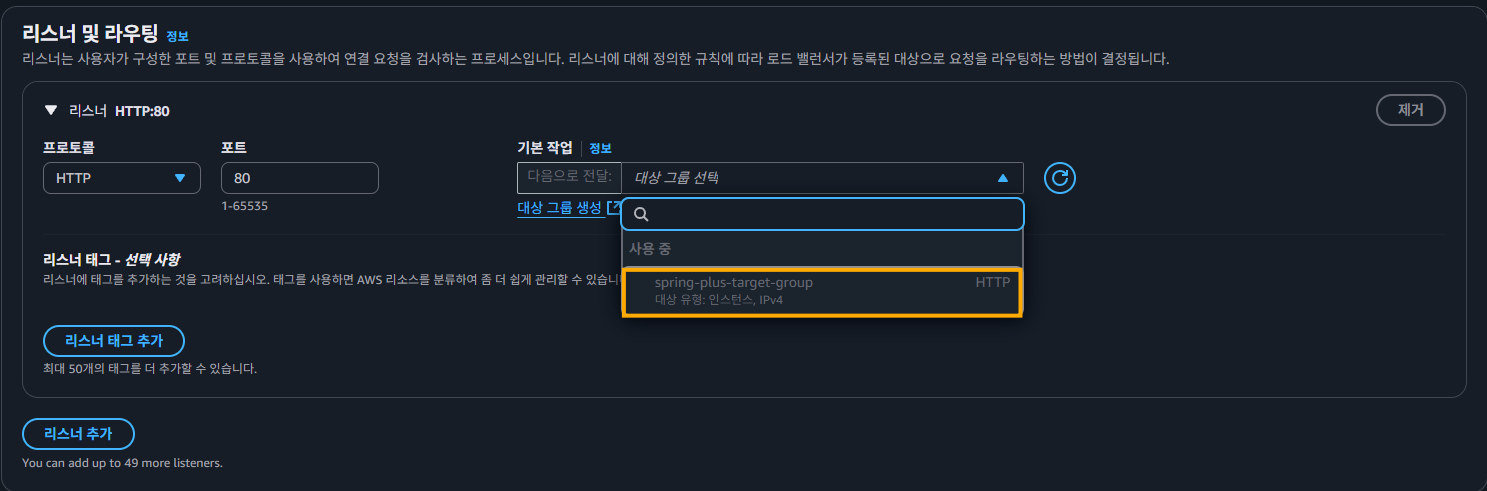 리스너 및 라우팅 정보
리스너는 사용자가 구성한 포트 및 프로토콜을 사용하여 연결 요청을 검사하는 프로세스입니다. 리스너에 대해 정의한 규칙에 따라 로드 밸런서가 등록된 대상으로 요청을 라우팅하는 방법이 결정됩니다.
리스너 HTTP:80
제거
프로토콜
포트
기본 작업 정보
HTTP
80
다음으로 전달:
대상 그룹 선택
1-65535
대상 그룹 생성
사용 중
리스너 태그 - 선택 사항
리스너에 태그를 추가하는 것을 고려하십시오. 태그를 사용하면 AWS 리소스를 분류하여 좀 더 쉽게 관리할 수 있습니
spring-plus-target-group HTTP
대상 유형: 인스턴스, IPv4
리스너 태그 추가
최대 50개의 태그를 더 추가할 수 있습니다.
리스너 추가
You can add up to 49 more listeners.